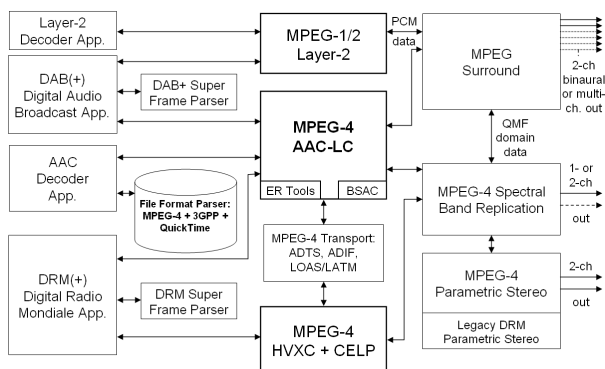 Layer-2
Decoder App.
DAB(+)
Digital Audio
Broadcast App.
DAB+ Super
Frame Parser
AAC
Decoder
App.
File Format Parser:
MPEG-4 + 3GPP +
QuickTime
DRM(+)
Digital Radio
Mondiale App.
DRM Super
Frame Parser
MPEG-1/2
Layer-2
MPEG-4
AAC-LC
ER Tools
BSAC
MPEG-4 Transport:
ADTS, ADIF,
LOAS/LATM
MPEG-4
HVXC + CELP
PCM
data
MPEG
Surround
2-ch
binaural
or multi-
ch. out
QMF
domain
data
MPEG-4 Spectral
Band Replication
1- or
2-ch
out
MPEG-4
Parametric Stereo
2-ch
out
Legacy DRM
Parametric Stereo